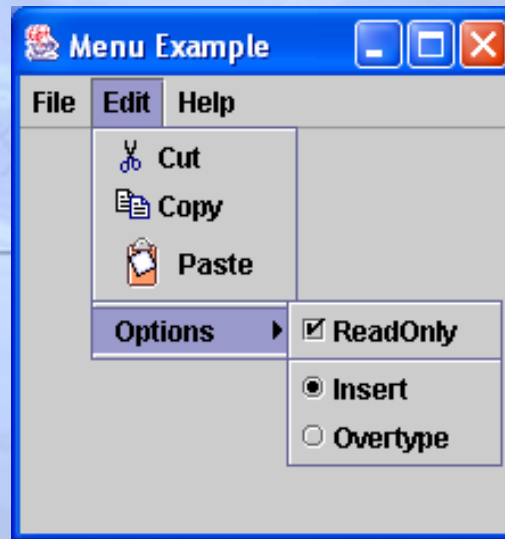 Menu Example
File Edit Help
Cut
Copy
Paste
Options ReadOnly
Insert
Overtype